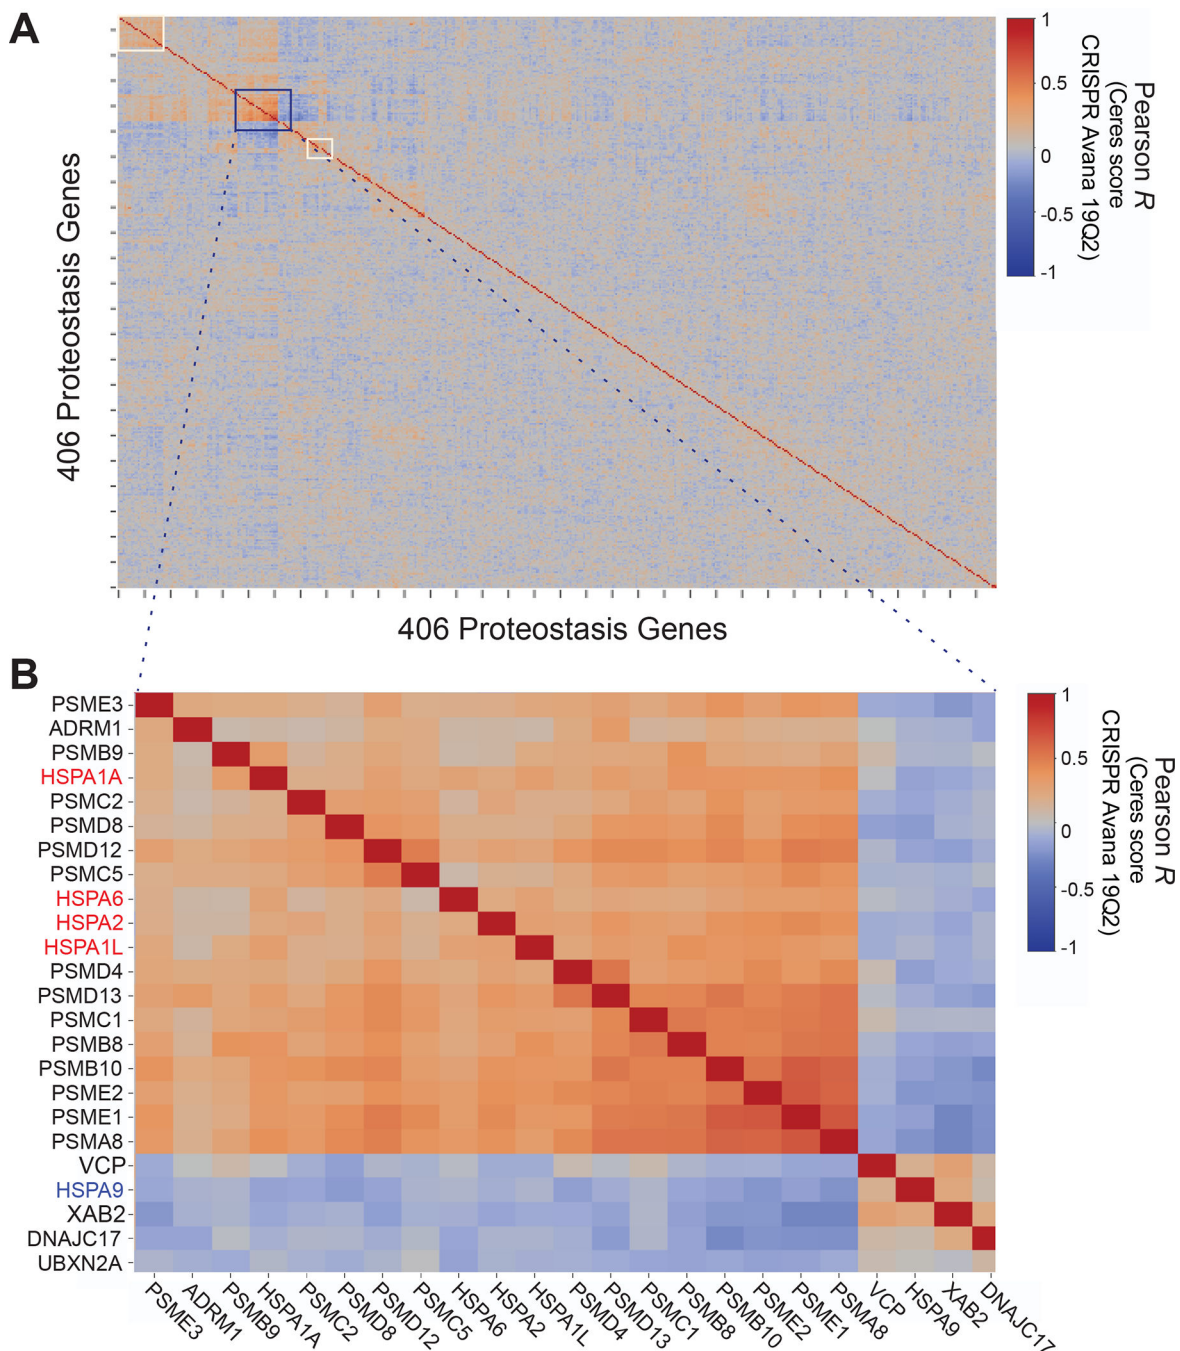 A
406 Proteostasis Genes
406 Proteostasis Genes
1
0.5
0
-0.5
-1
Pearson R
(Ceres score
CRISPR Avana 19Q2)
B
PSME3
ADRM1
PSMB9
HSPA1A
PSMC2
PSMD8
PSMD12
PSMC5
HSPA6
HSPA2
HSPA1L
PSMD4
PSMD13
PSMC1
PSMB8
PSMB10
PSME2
PSME1
PSMA8
VCP
HSPA9
XAB2
DNAJC17
UBXN2A
PSME3
ADRM1
PSMB9
HSPA1A
PSMC2
PSMD8
PSMD12
PSMC5
HSPA6
HSPA2
HSPA1L
PSMD4
PSMD13
PSMC1
PSMB8
PSMB10
PSME2
PSME1
PSMA8
VCP
HSPA9
XAB2
DNAJC17
1
0.5
0
-0.5
-1
Pearson R
(Ceres score
CRISPR Avana 19Q2)